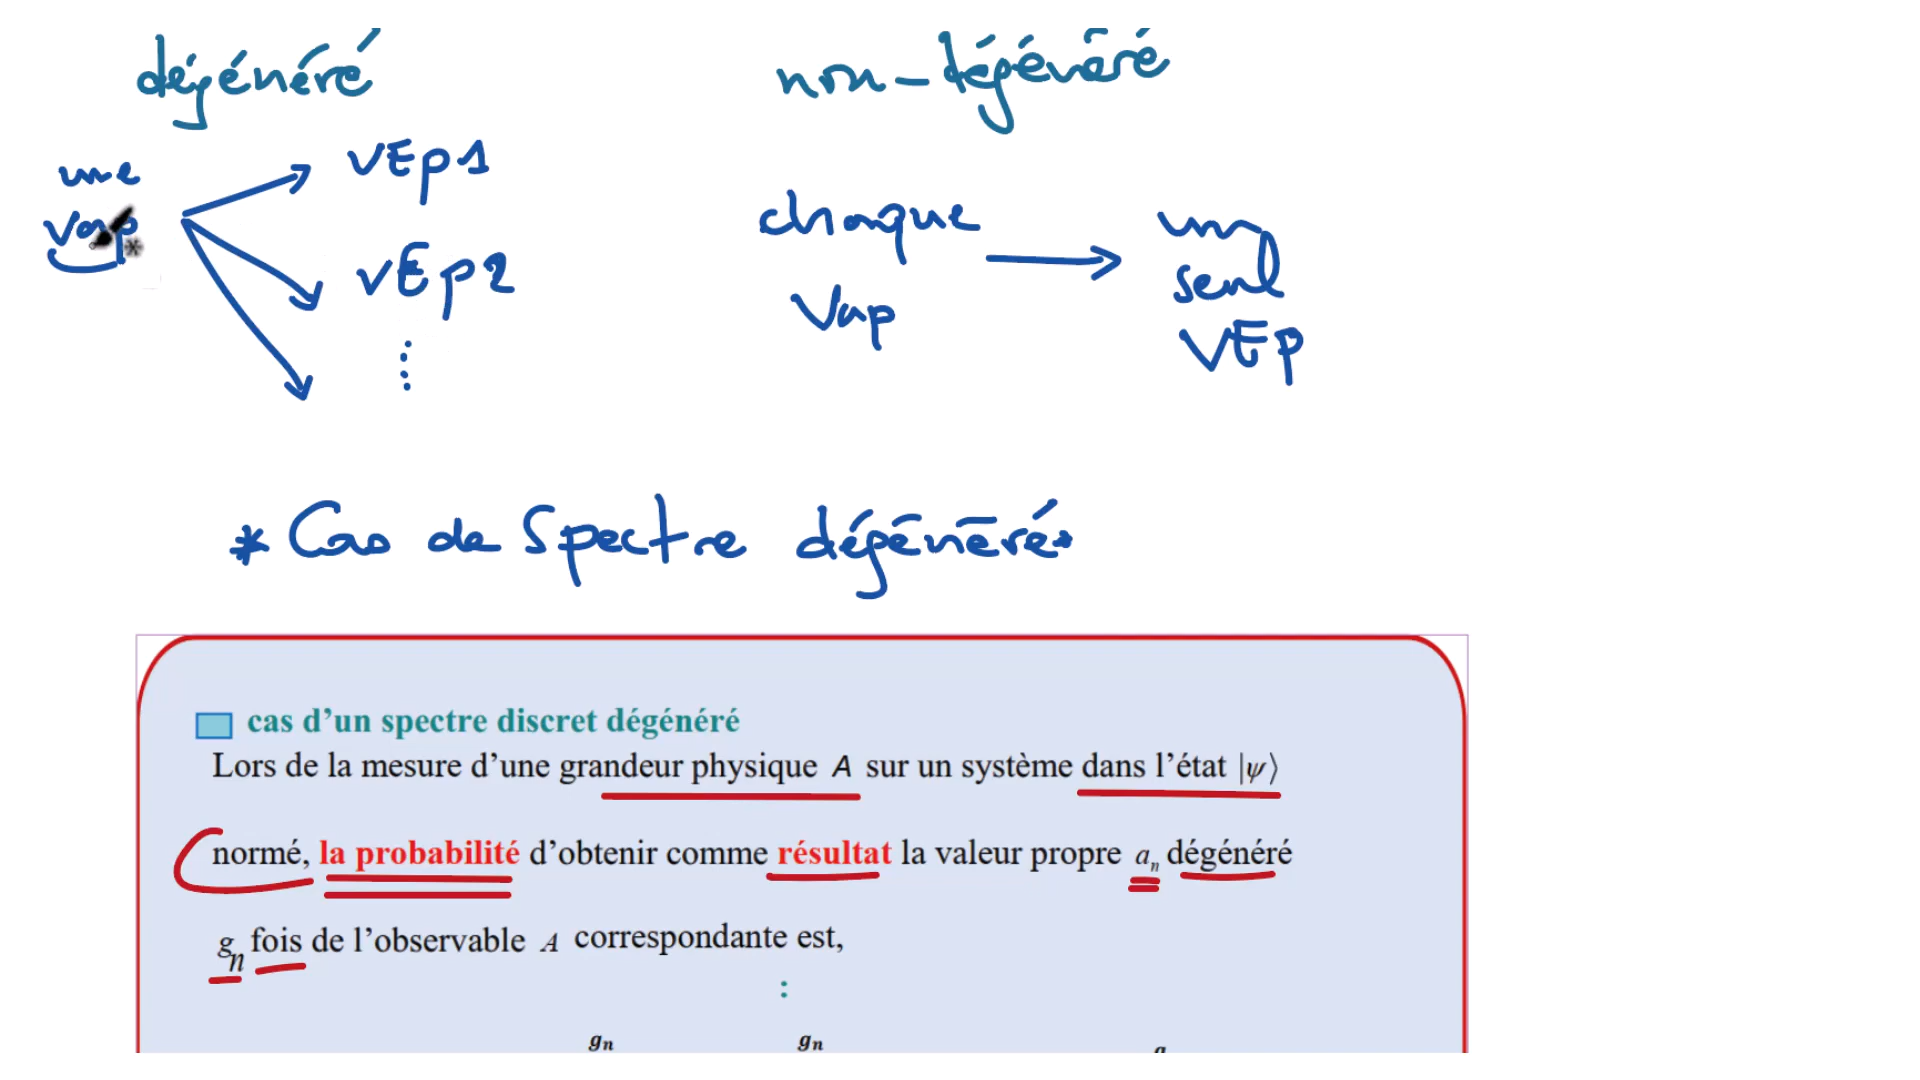 dégénéré
non-dégénéré
une
vap
VEp1
VEp2
⋮
chaque
Vap
un
seul
VEp
* Cas de Spectre dégénéré.
cas d’un spectre discret dégénéré
Lors de la mesure d’une grandeur physique A sur un système dans l’état |ψ⟩
normé, la probabilité d’obtenir comme résultat la valeur propre aₙ dégénéré
gₙ fois de l’observable A correspondante est,
:
gₙ gₙ